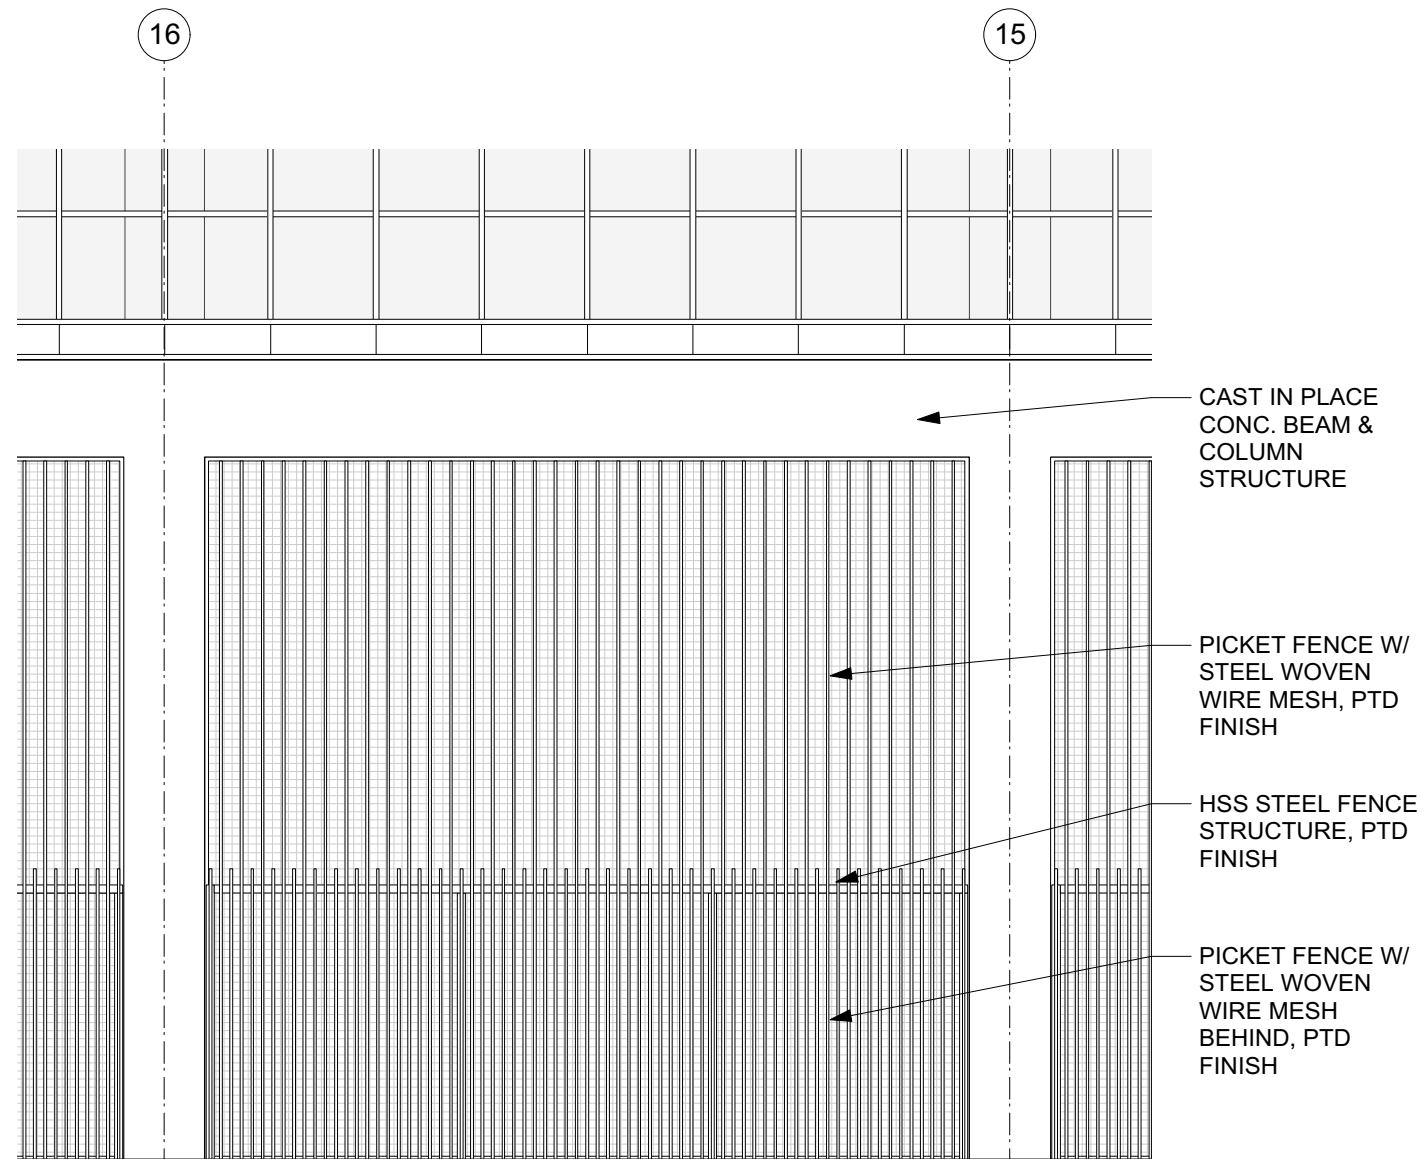 16
15
CAST IN PLACE
CONC. BEAM &
COLUMN
STRUCTURE
PICKET FENCE W/
STEEL WOVEN
WIRE MESH, PTD
FINISH
HSS STEEL FENCE
STRUCTURE, PTD
FINISH
PICKET FENCE W/
STEEL WOVEN
WIRE MESH
BEHIND, PTD
FINISH